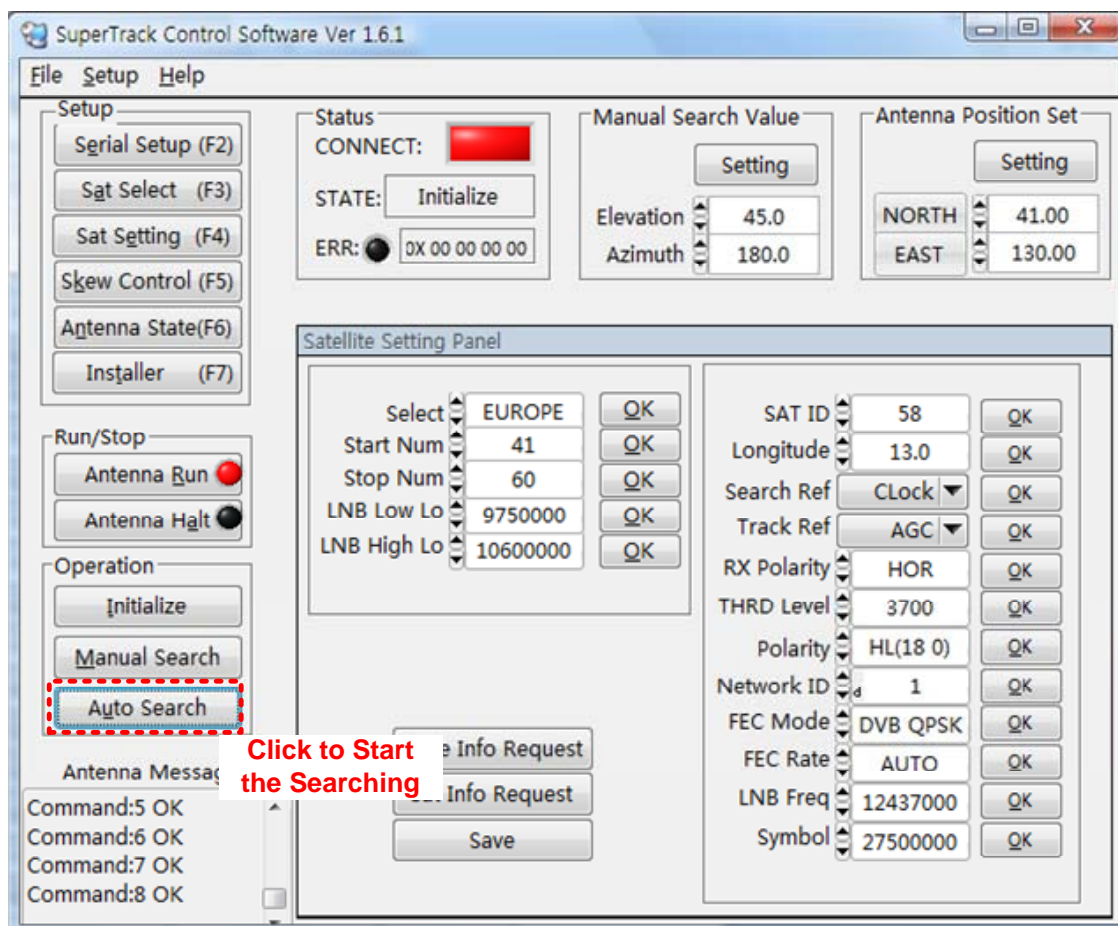 SuperTrack Control Software Ver 1.6.1
File Setup Help
Setup
Serial Setup (F2)
Sat Select (F3)
Sat Setting (F4)
Skew Control (F5)
Antenna State(F6)
Installer (F7)
Run/Stop
Antenna Run
Antenna Halt
Operation
Initialize
Manual Search
Auto Search
Click to Start
the Searching
Antenna Messag
Command:5 OK
Command:6 OK
Command:7 OK
Command:8 OK
Status
CONNECT:
STATE: Initialize
ERR: 0X 00 00 00 00
Manual Search Value
Setting
Elevation 45.0
Azimuth 180.0
Antenna Position Set
Setting
NORTH 41.00
EAST 130.00
Satellite Setting Panel
Select EUROPE OK
Start Num 41 OK
Stop Num 60 OK
LNB Low Lo 9750000 OK
LNB High Lo 10600000 OK
Info Request
Info Request
Save
SAT ID 58 OK
Longitude 13.0 OK
Search Ref CLock OK
Track Ref AGC OK
RX Polarity HOR OK
THRD Level 3700 OK
Polarity HL(18 0) OK
Network ID d 1 OK
FEC Mode DVB QPSK OK
FEC Rate AUTO OK
LNB Freq 12437000 OK
Symbol 27500000 OK